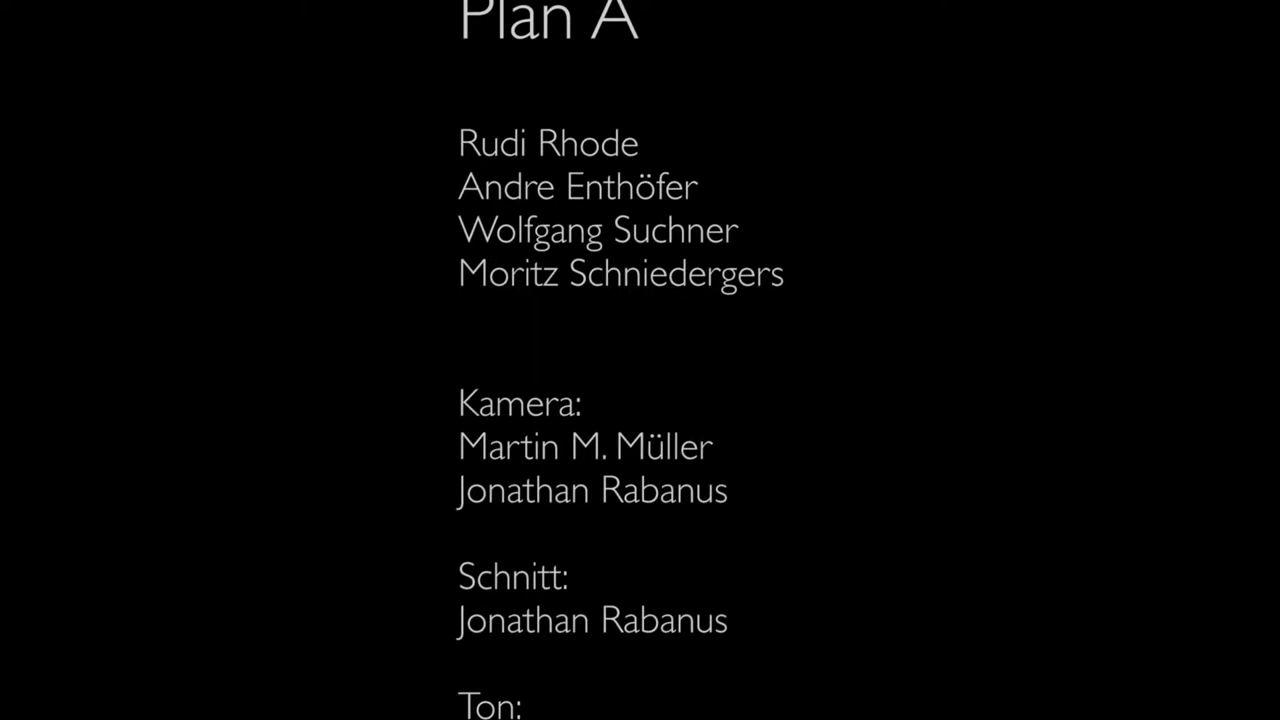 Plan A
Rudi Rhode
Andre Enthöfer
Wolfgang Suchner
Moritz Schniedergers
Kamera:
Martin M. Müller
Jonathan Rabanus
Schnitt:
Jonathan Rabanus
Ton: